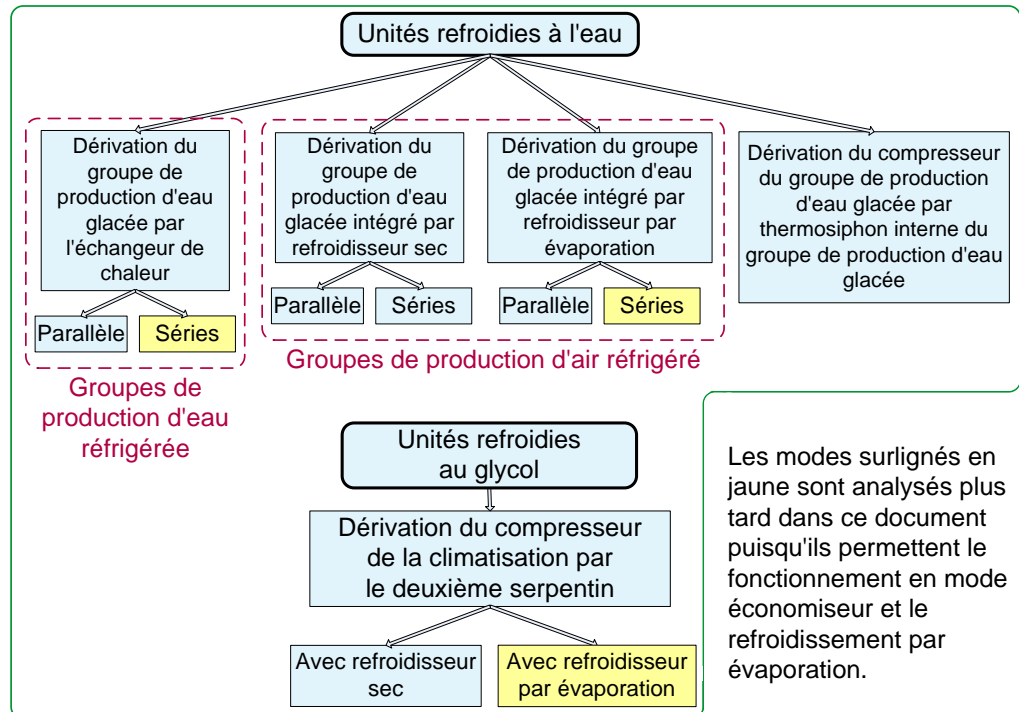 Unités refroidies à l'eau
Dérivation du
groupe de
production d'eau
glacée par
l'échangeur de
chaleur
Parallèle
Séries
Groupes de
production d'eau
réfrigérée
Dérivation du
groupe de
production d'eau
glacée intégré par
refroidisseur sec
Parallèle
Séries
Dérivation du groupe
de production d'eau
glacée intégré par
refroidisseur par
évaporation
Parallèle
Séries
Groupes de production d'air réfrigéré
Dérivation du compresseur
du groupe de production
d'eau glacée par
thermosiphon interne du
groupe de production d'eau
glacée
Unités refroidies
au glycol
Dérivation du compresseur
de la climatisation par
le deuxième serpentin
Avec refroidisseur
sec
Avec refroidisseur
par évaporation
Les modes surlignés en
jaune sont analysés plus
tard dans ce document
puisqu'ils permettent le
fonctionnement en mode
économiseur et le
refroidissement par
évaporation.